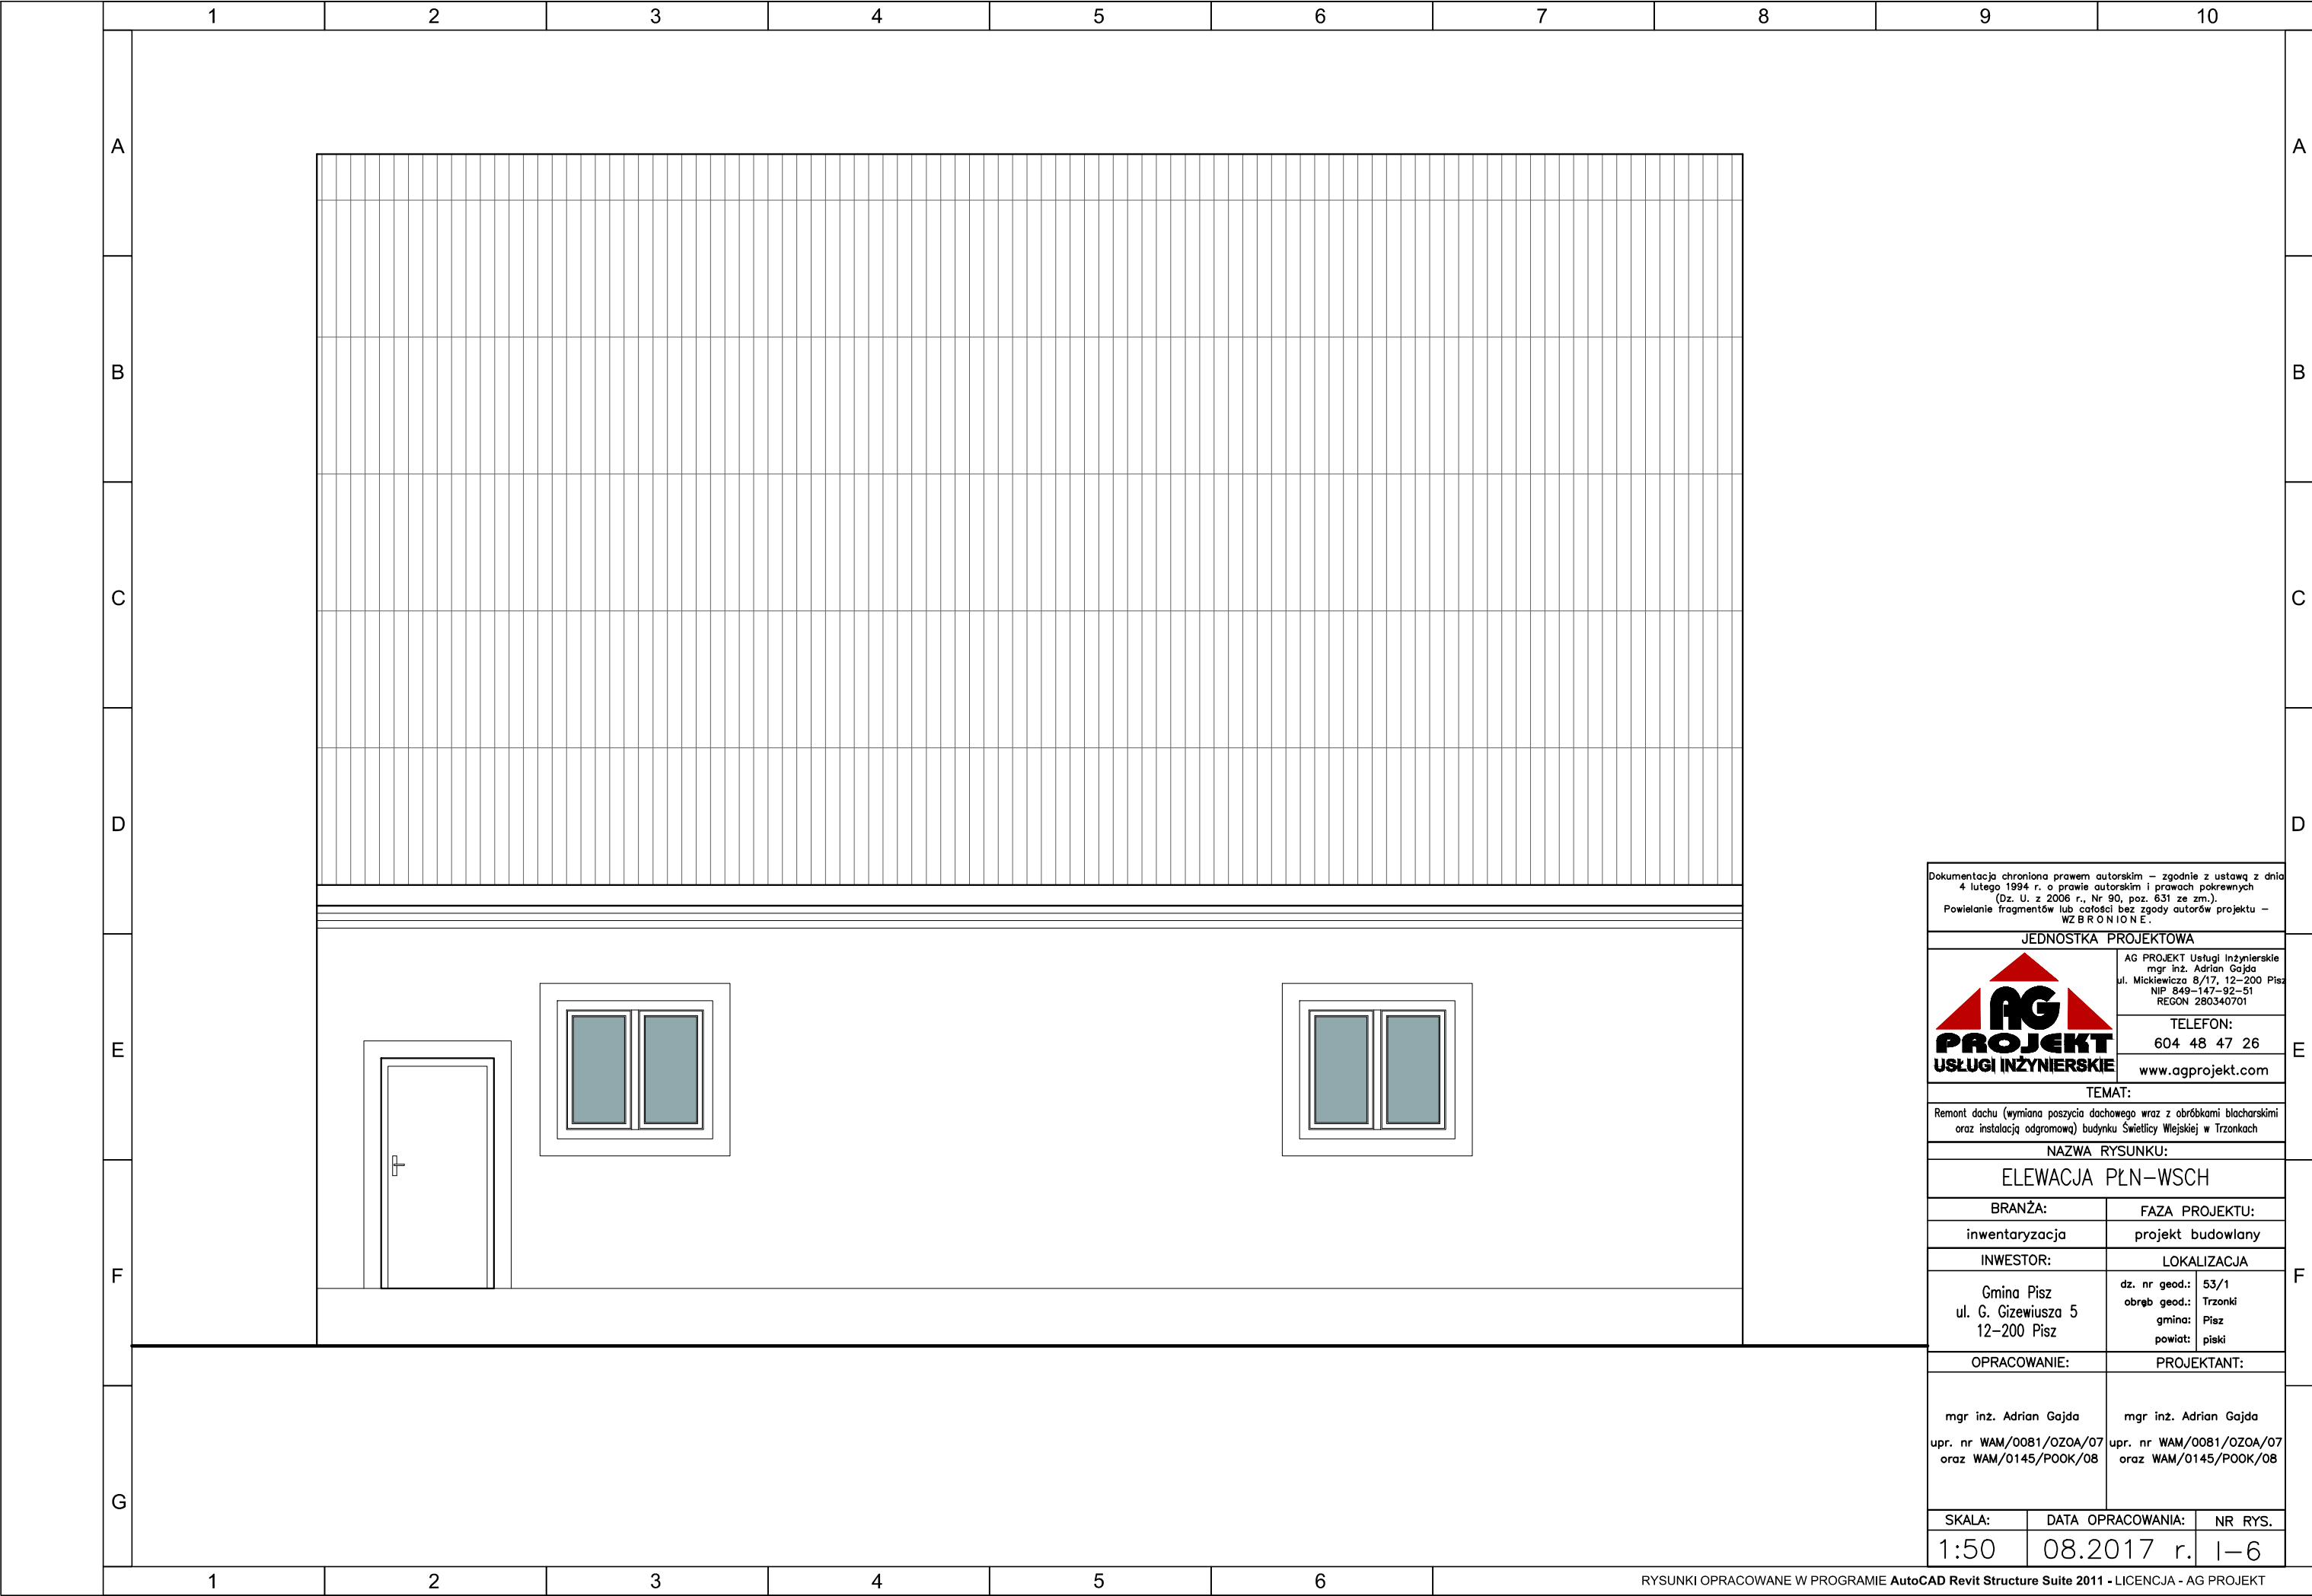 1 2 3 4 5 6 7 8 9 10
A A
B B
C C
D D
Dokumentacja chroniona prawem autorskim – zgodnie z ustawą z dnia
4 lutego 1994 r. o prawie autorskim i prawach pokrewnych
(Dz. U. z 2006 r., Nr 90, poz. 631 ze zm.).
Powielanie fragmentów lub całości bez zgody autorów projektu –
WZBRONIONE.
JEDNOSTKA PROJEKTOWA
AG
PROJEKT
USŁUGI INŻYNIERSKIE
AG PROJEKT Usługi Inżynierskie
mgr inż. Adrian Gajda
ul. Mickiewicza 8/17, 12–200 Pisz
NIP 849–147–92–51
REGON 280340701
TELEFON:
604 48 47 26
www.agprojekt.com
E E
TEMAT:
Remont dachu (wymiana poszycia dachowego wraz z obróbkami blacharskimi
oraz instalacją odgromową) budynku Świetlicy Wiejskiej w Trzonkach
NAZWA RYSUNKU:
ELEWACJA PŁN–WSCH
BRANŻA: FAZA PROJEKTU:
inwentaryzacja projekt budowlany
INWESTOR: LOKALIZACJA
F F
Gmina Pisz
ul. G. Gizewiusza 5
12–200 Pisz
dz. nr geod.: 53/1
obręb geod.: Trzonki
gmina: Pisz
powiat: piski
OPRACOWANIE: PROJEKTANT:
mgr inż. Adrian Gajda mgr inż. Adrian Gajda
upr. nr WAM/0081/OZOA/07 upr. nr WAM/0081/OZOA/07
oraz WAM/0145/POOK/08 oraz WAM/0145/POOK/08
G
SKALA: DATA OPRACOWANIA: NR RYS.
1:50 08.2017 r. I–6
1 2 3 4 5 6
RYSUNKI OPRACOWANE W PROGRAMIE AutoCAD Revit Structure Suite 2011 - LICENCJA - AG PROJEKT